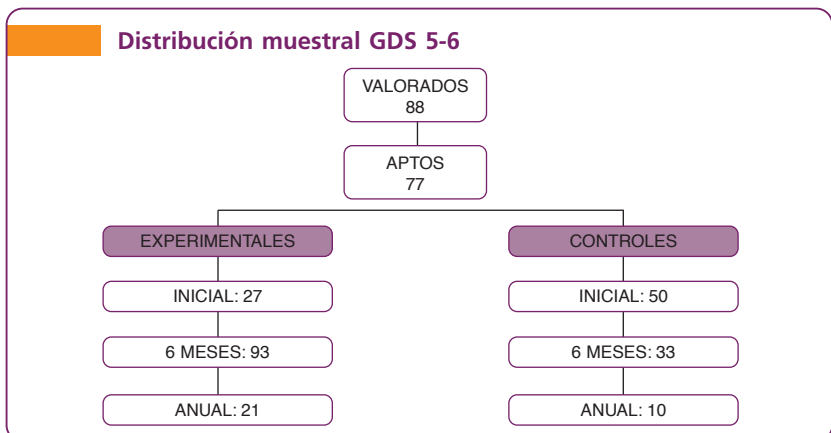 Distribución muestral GDS 5-6
VALORADOS
88
APTOS
77
EXPERIMENTALES
CONTROLES
INICIAL: 27
INICIAL: 50
6 MESES: 93
6 MESES: 33
ANUAL: 21
ANUAL: 10